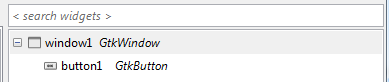 < search widgets >
window1 GtkWindow
button1 GtkButton